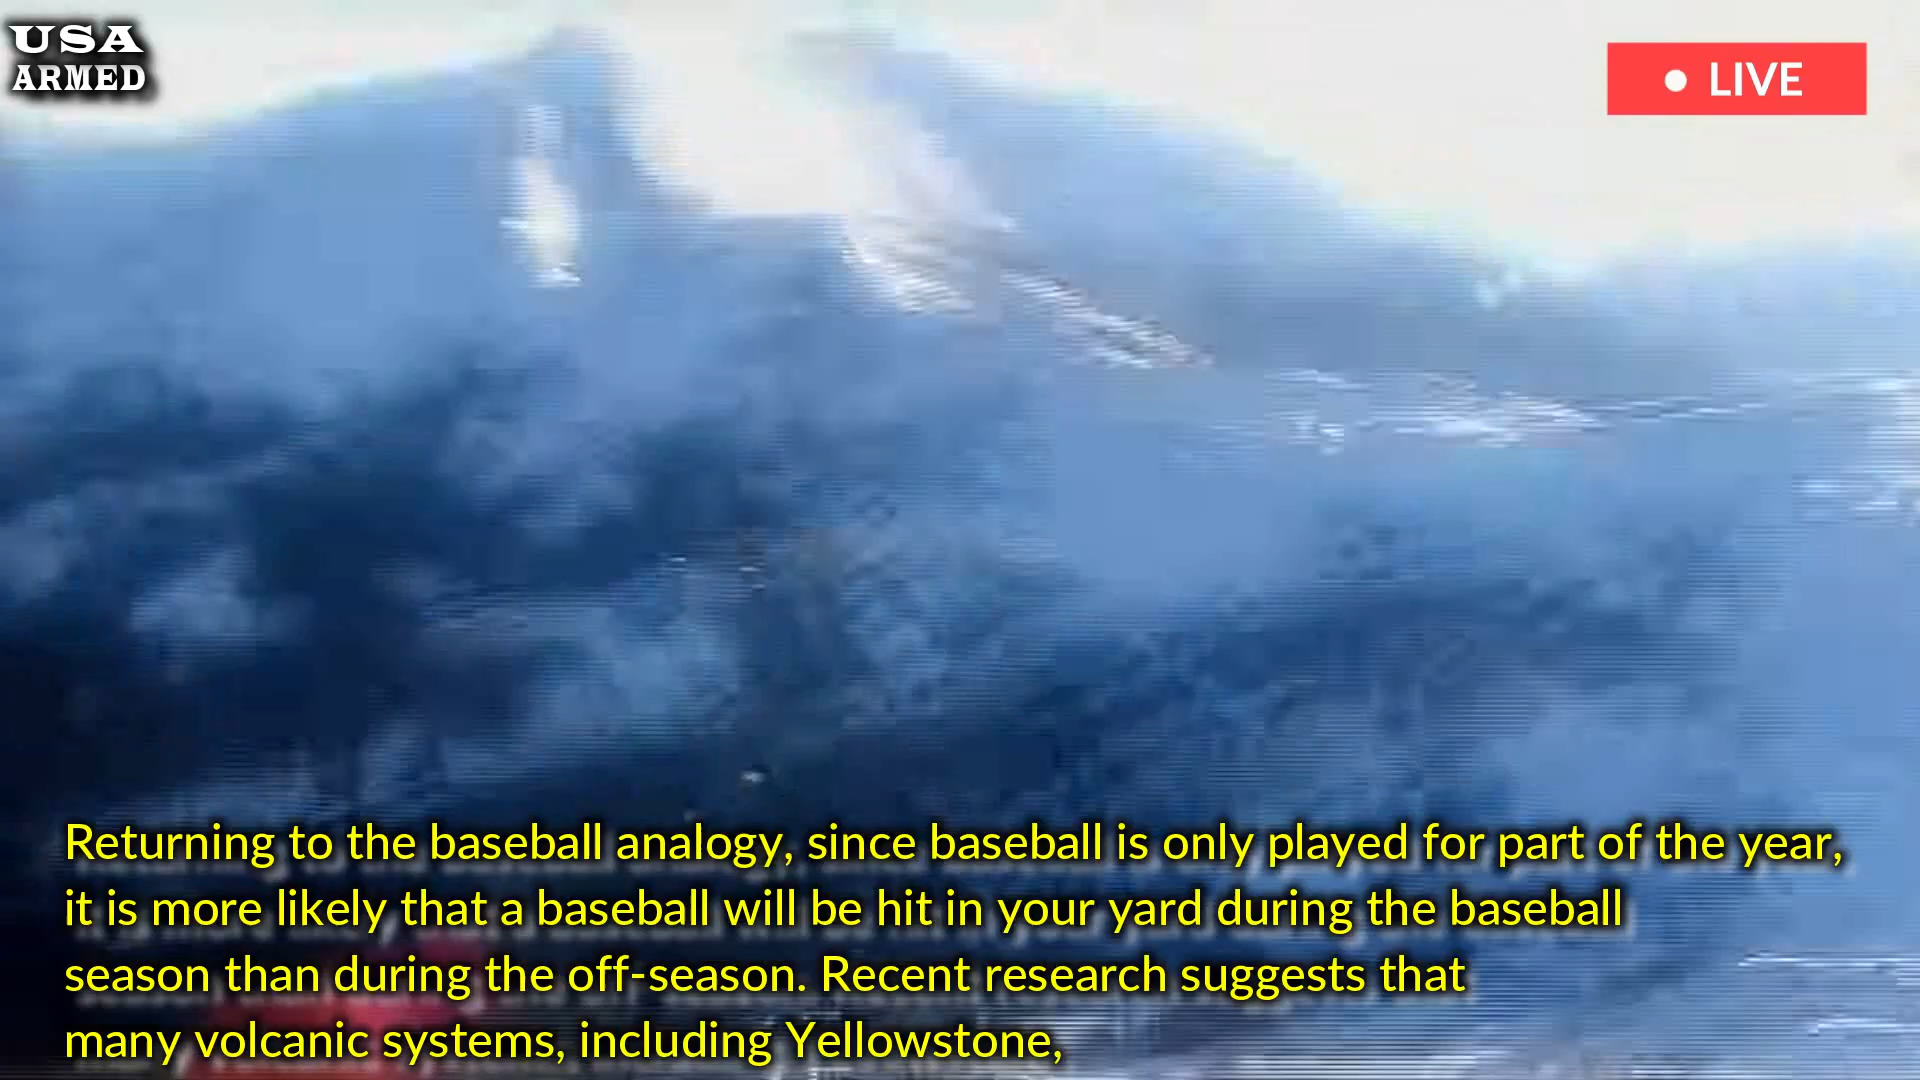 USA
ARMED
LIVE
Returning to the baseball analogy, since baseball is only played for part of the year,
it is more likely that a baseball will be hit in your yard during the baseball
season than during the off-season. Recent research suggests that
many volcanic systems, including Yellowstone,